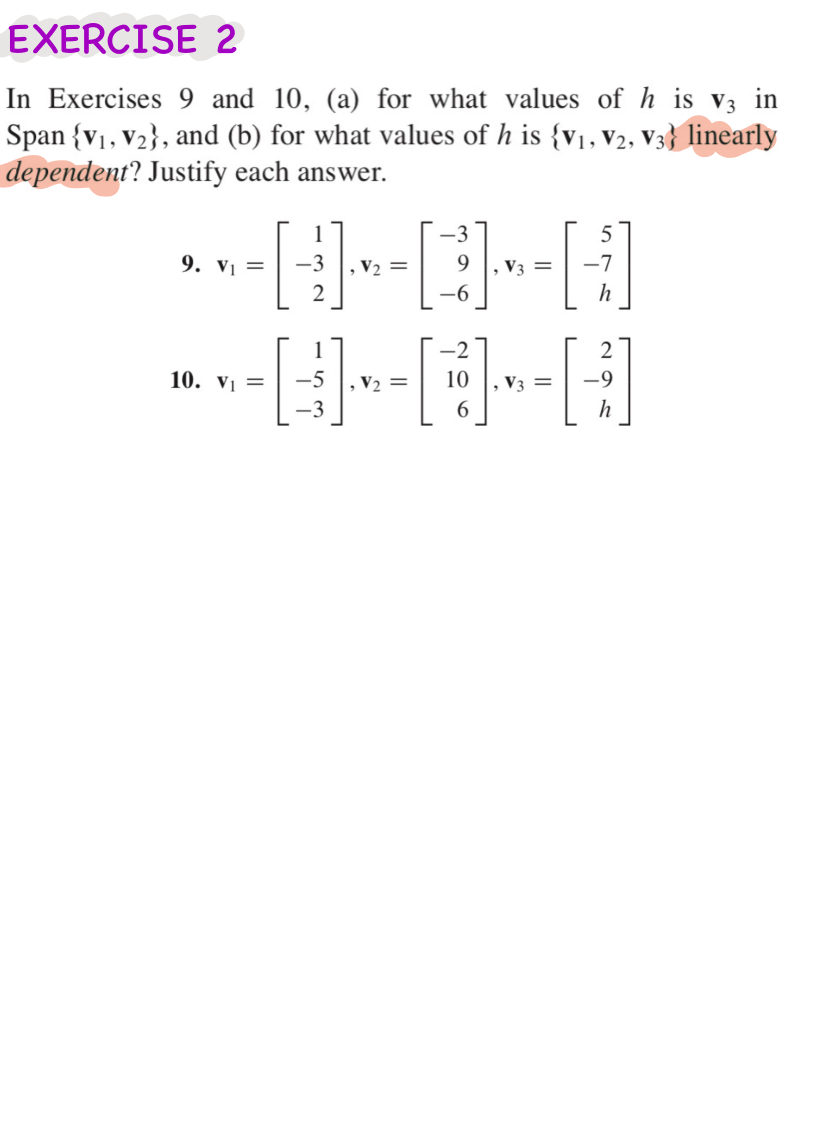 EXERCISE 2
In Exercises 9 and 10, (a) for what values of h is v₃ in
Span {v₁, v₂}, and (b) for what values of h is {v₁, v₂, v₃} linearly
dependent? Justify each answer.
9. v₁ = [1 −3 2], v₂ = [−3 9 −6], v₃ = [5 −7 h]
10. v₁ = [1 −5 −3], v₂ = [−2 10 6], v₃ = [2 −9 h]